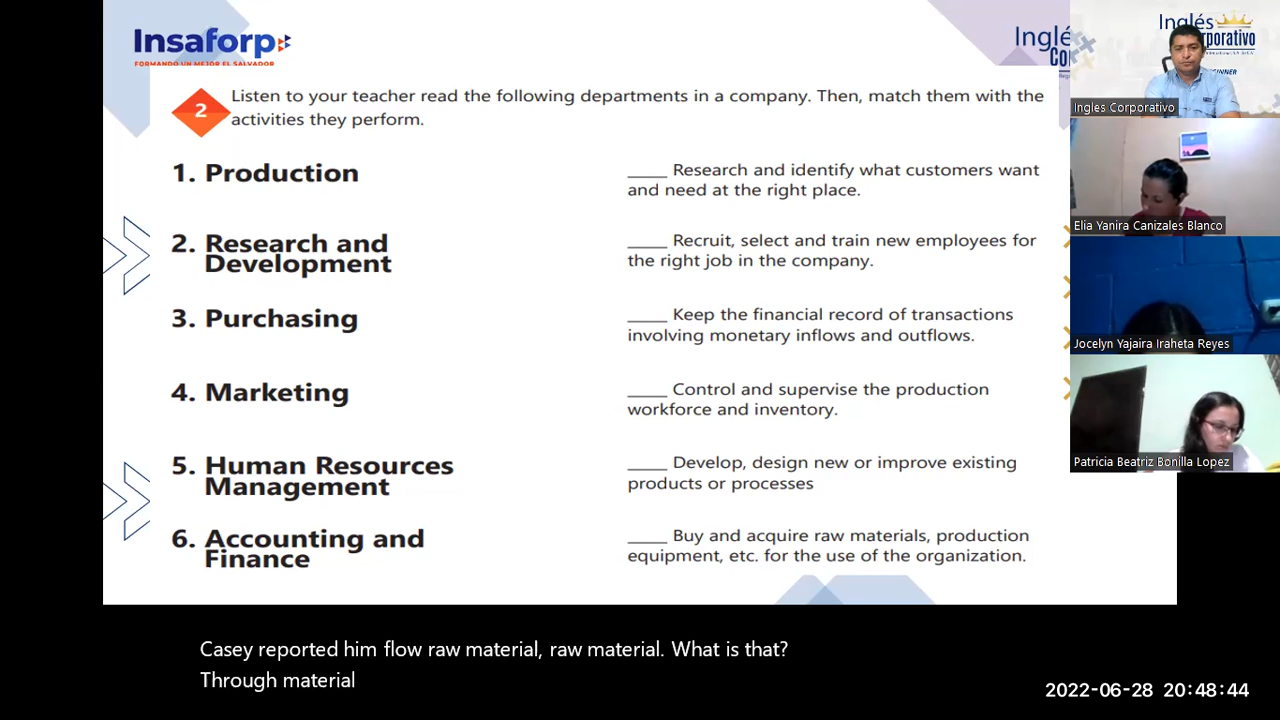 Insaforp
FORMANDO UN MEJOR EL SALVADOR
Inglés
Inglés
Corporativo
Ingles Corporativo
2
Listen to your teacher read the following departments in a company. Then, match them with the
activities they perform.
1. Production
____ Research and identify what customers want
and need at the right place.
2. Research and
Development
____ Recruit, select and train new employees for
the right job in the company.
3. Purchasing
____ Keep the financial record of transactions
involving monetary inflows and outflows.
4. Marketing
____ Control and supervise the production
workforce and inventory.
5. Human Resources
Management
____ Develop, design new or improve existing
products or processes
6. Accounting and
Finance
____ Buy and acquire raw materials, production
equipment, etc. for the use of the organization.
Elia Yanira Canizales Blanco
Jocelyn Yajaira Iraheta Reyes
Patricia Beatriz Bonilla Lopez
Casey reported him flow raw material, raw material. What is that?
Through material
2022-06-28 20:48:44